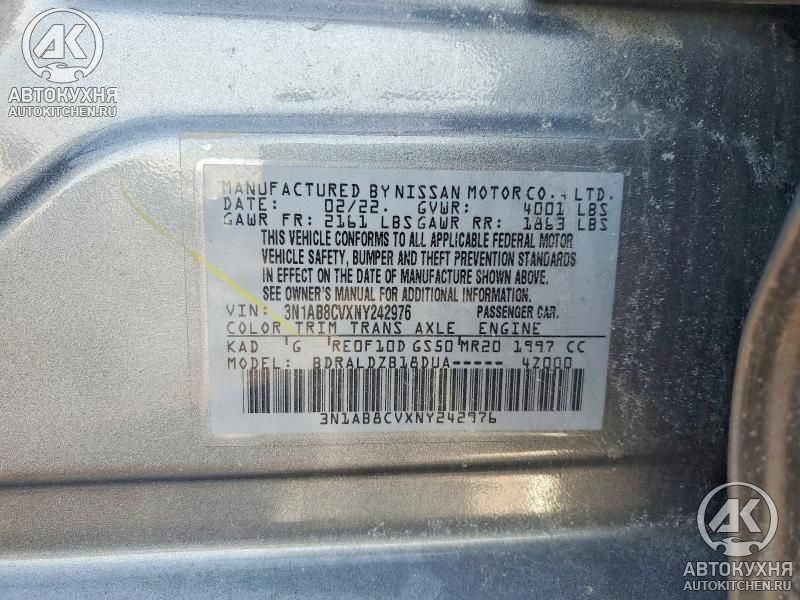 AK
АВТОКУХНЯ
AUTOKITCHEN.RU
MANUFACTURED BY NISSAN MOTOR CO., LTD.
DATE: 02/22. GVWR: 4001 LBS
GAWR FR: 2161 LBS GAWR RR: 1863 LBS
THIS VEHICLE CONFORMS TO ALL APPLICABLE FEDERAL MOTOR
VEHICLE SAFETY, BUMPER AND THEFT PREVENTION STANDARDS
IN EFFECT ON THE DATE OF MANUFACTURE SHOWN ABOVE.
SEE OWNER'S MANUAL FOR ADDITIONAL INFORMATION.
VIN: 3N1AB8CVXNY242976 PASSENGER CAR.
COLOR TRIM TRANS AXLE ENGINE
KAD G RE0F10D GS50 MR20 1997 CC
MODEL: BDRALDZB18DUA----- 4Z000
3N1AB8CVXNY242976
AK
АВТОКУХНЯ
AUTOKITCHEN.RU